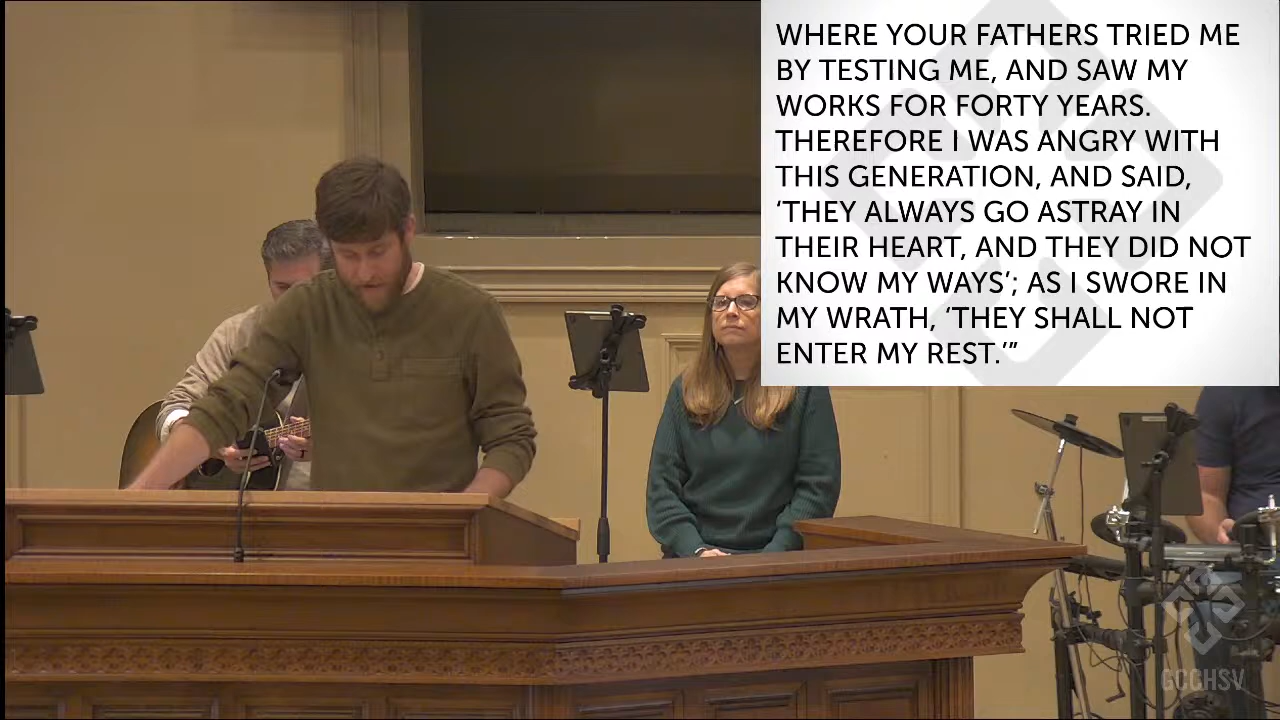 WHERE YOUR FATHERS TRIED ME
BY TESTING ME, AND SAW MY
WORKS FOR FORTY YEARS.
THEREFORE I WAS ANGRY WITH
THIS GENERATION, AND SAID,
‘THEY ALWAYS GO ASTRAY IN
THEIR HEART, AND THEY DID NOT
KNOW MY WAYS’; AS I SWORE IN
MY WRATH, ‘THEY SHALL NOT
ENTER MY REST.’”
GCCHSV